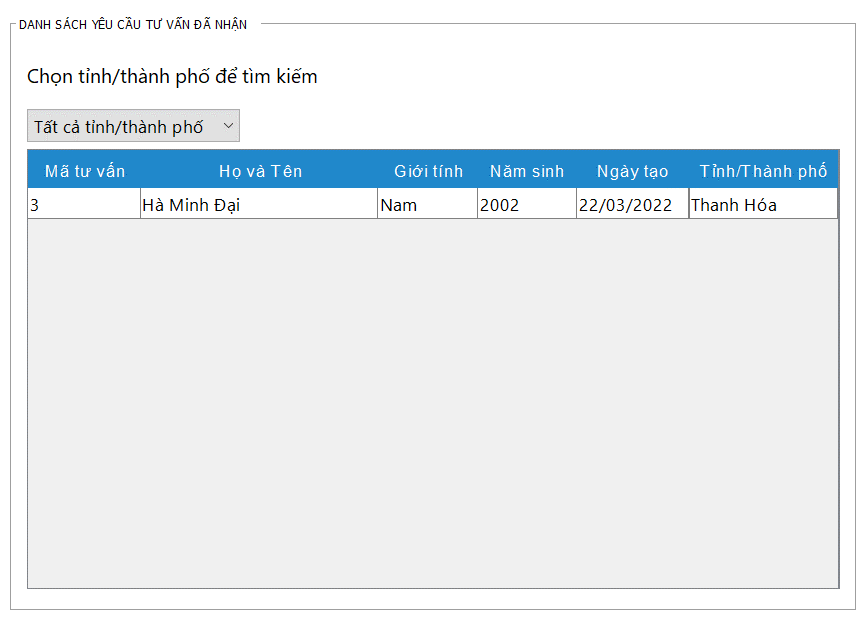 DANH SÁCH YÊU CẦU TƯ VẤN ĐÃ NHẬN
Chọn tỉnh/thành phố để tìm kiếm
Tất cả tỉnh/thành phố
Mã tư vấn Họ và Tên Giới tính Năm sinh Ngày tạo Tỉnh/Thành phố
3 Hà Minh Đại Nam 2002 22/03/2022 Thanh Hóa